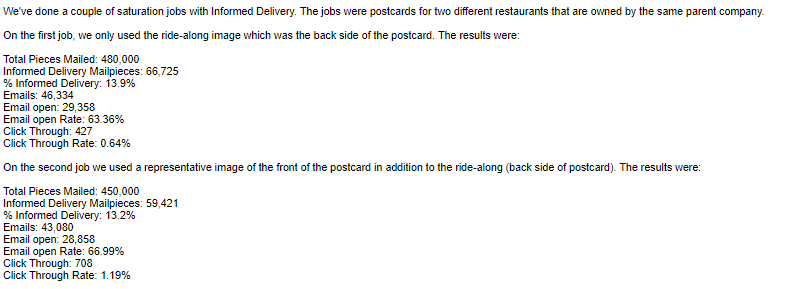 We've done a couple of saturation jobs with Informed Delivery. The jobs were postcards for two different restaurants that are owned by the same parent company.
On the first job, we only used the ride-along image which was the back side of the postcard. The results were:
Total Pieces Mailed: 480,000
Informed Delivery Mailpieces: 66,725
% Informed Delivery: 13.9%
Emails: 46,334
Email open: 29,358
Email open Rate: 63.36%
Click Through: 427
Click Through Rate: 0.64%
On the second job we used a representative image of the front of the postcard in addition to the ride-along (back side of postcard). The results were:
Total Pieces Mailed: 450,000
Informed Delivery Mailpieces: 59,421
% Informed Delivery: 13.2%
Emails: 43,080
Email open: 28,858
Email open Rate: 66.99%
Click Through: 708
Click Through Rate: 1.19%